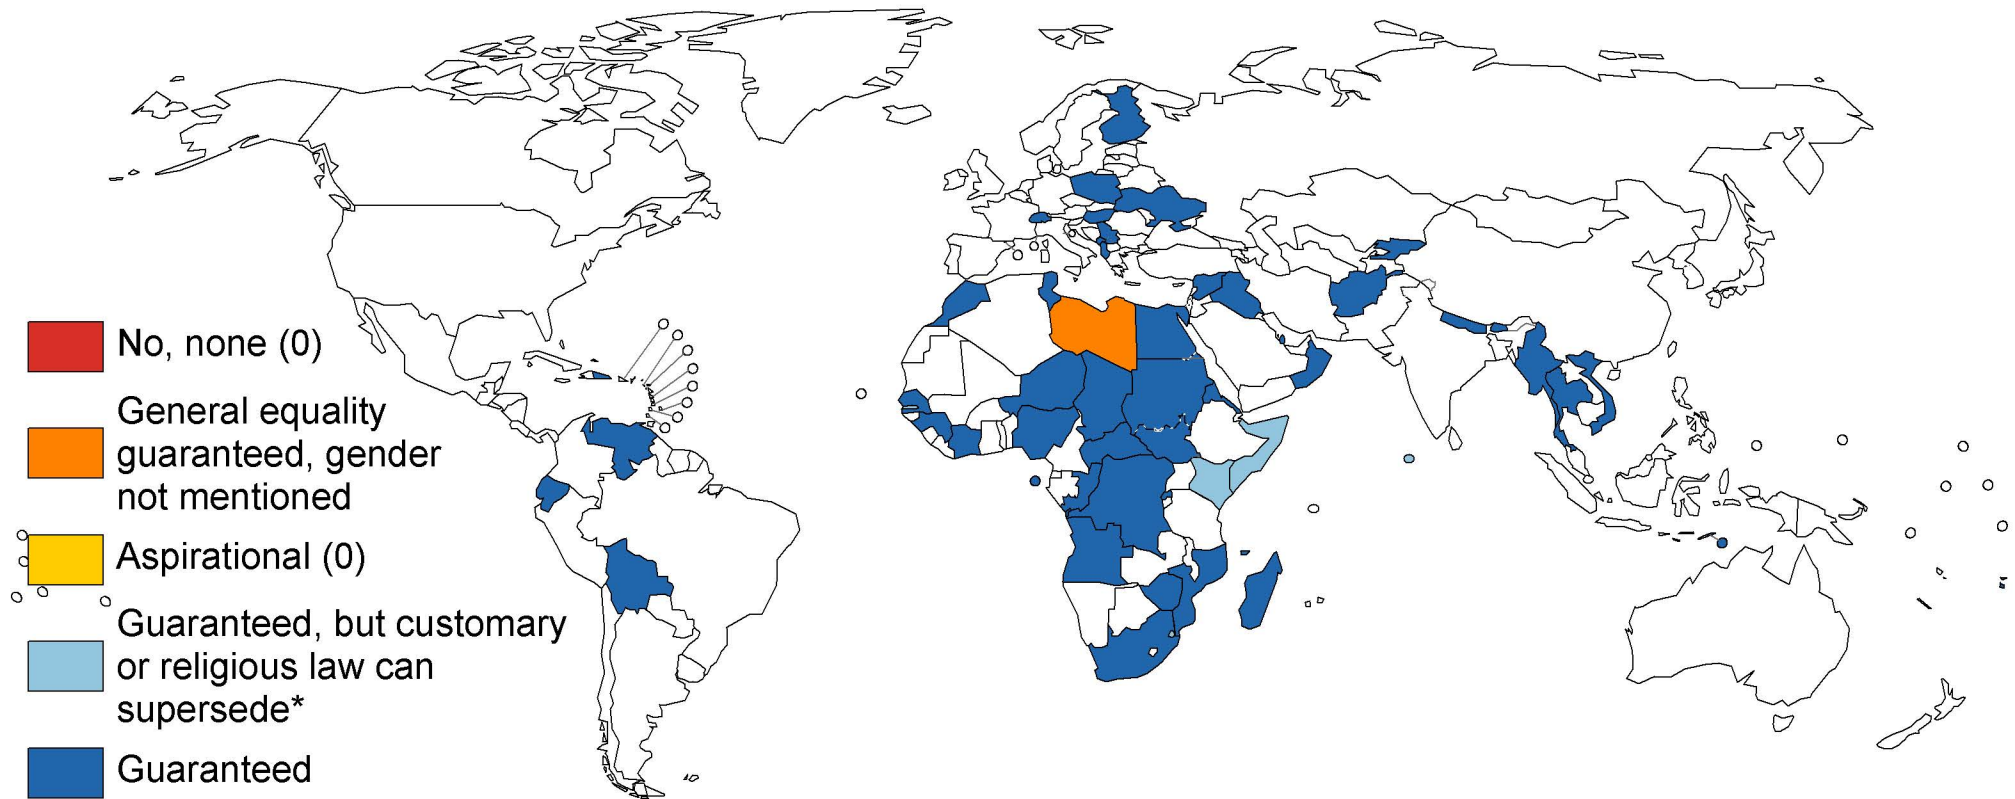 No, none (0)
General equality
guaranteed, gender
not mentioned
Aspirational (0)
Guaranteed, but customary
or religious law can
supersede*
Guaranteed